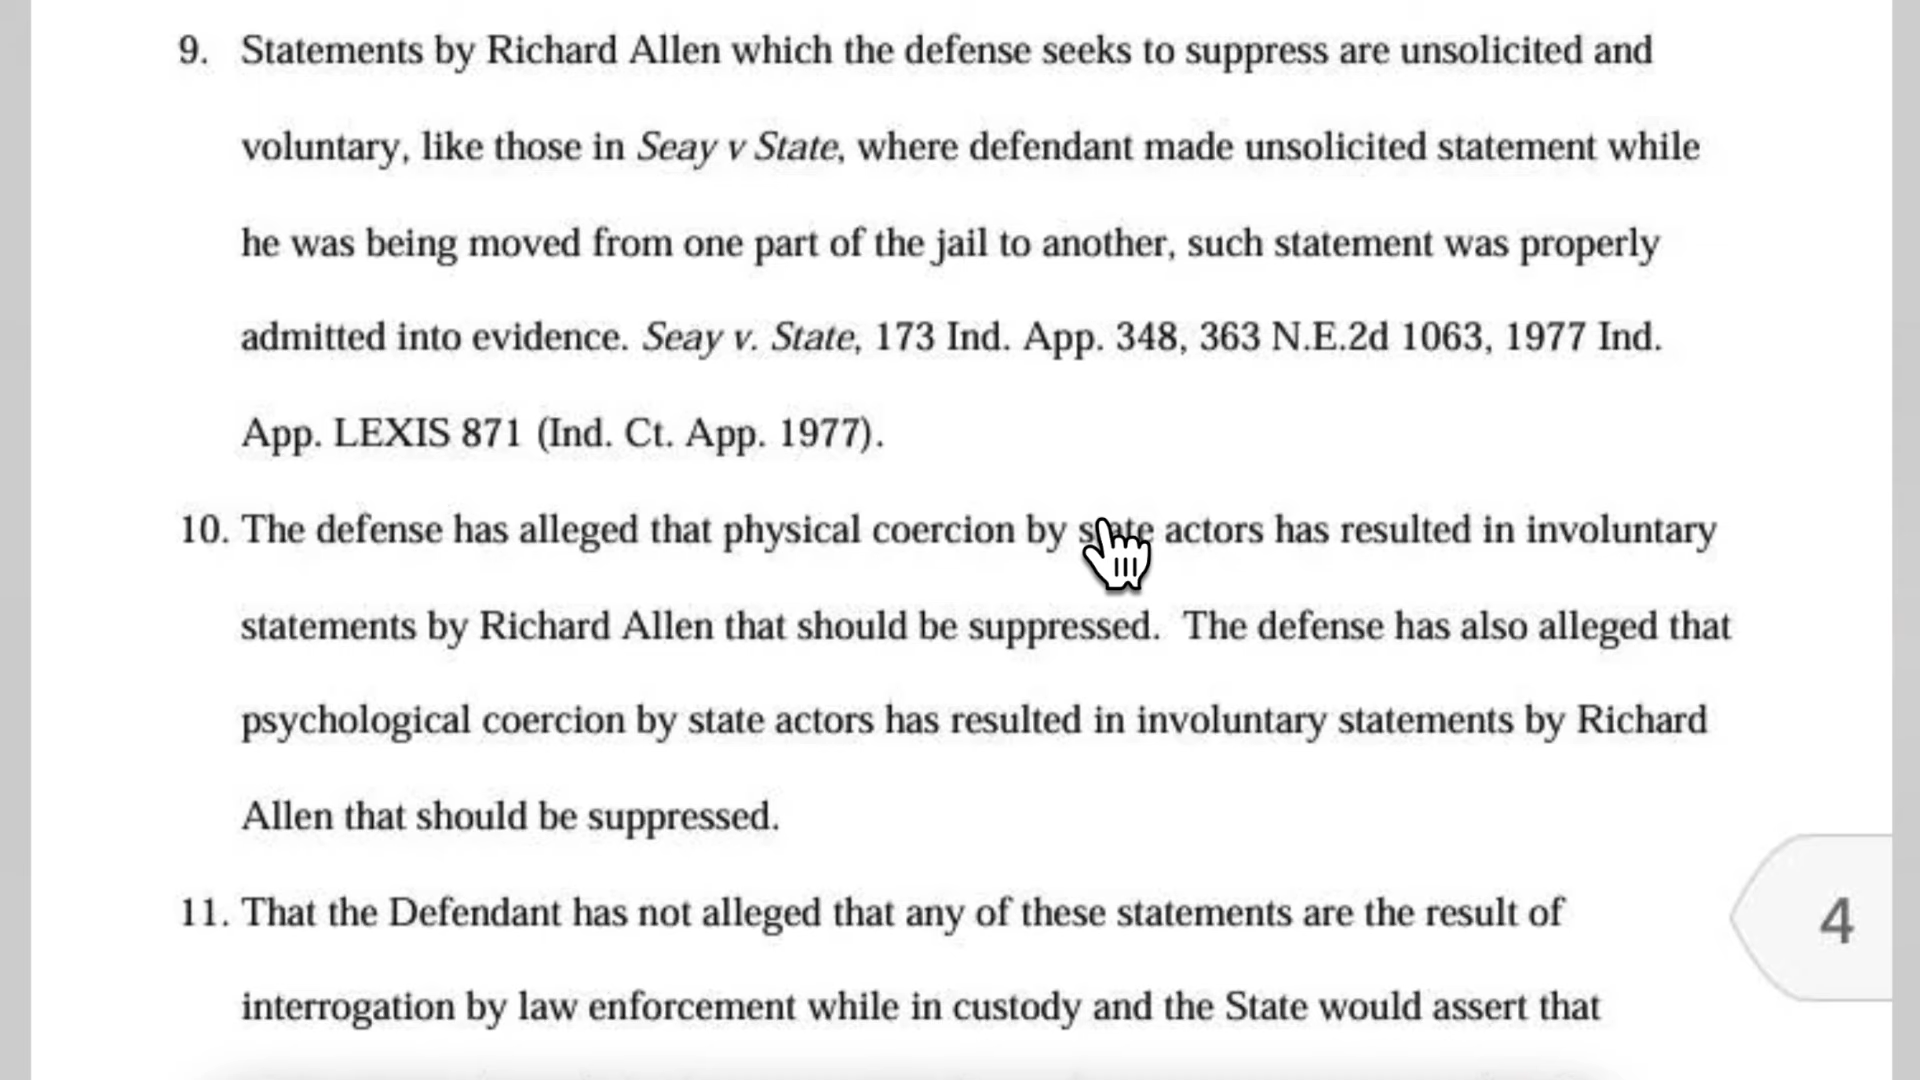 9. Statements by Richard Allen which the defense seeks to suppress are unsolicited and
voluntary, like those in Seay v State, where defendant made unsolicited statement while
he was being moved from one part of the jail to another, such statement was properly
admitted into evidence. Seay v. State, 173 Ind. App. 348, 363 N.E.2d 1063, 1977 Ind.
App. LEXIS 871 (Ind. Ct. App. 1977).
10. The defense has alleged that physical coercion by state actors has resulted in involuntary
statements by Richard Allen that should be suppressed. The defense has also alleged that
psychological coercion by state actors has resulted in involuntary statements by Richard
Allen that should be suppressed.
11. That the Defendant has not alleged that any of these statements are the result of
interrogation by law enforcement while in custody and the State would assert that
4